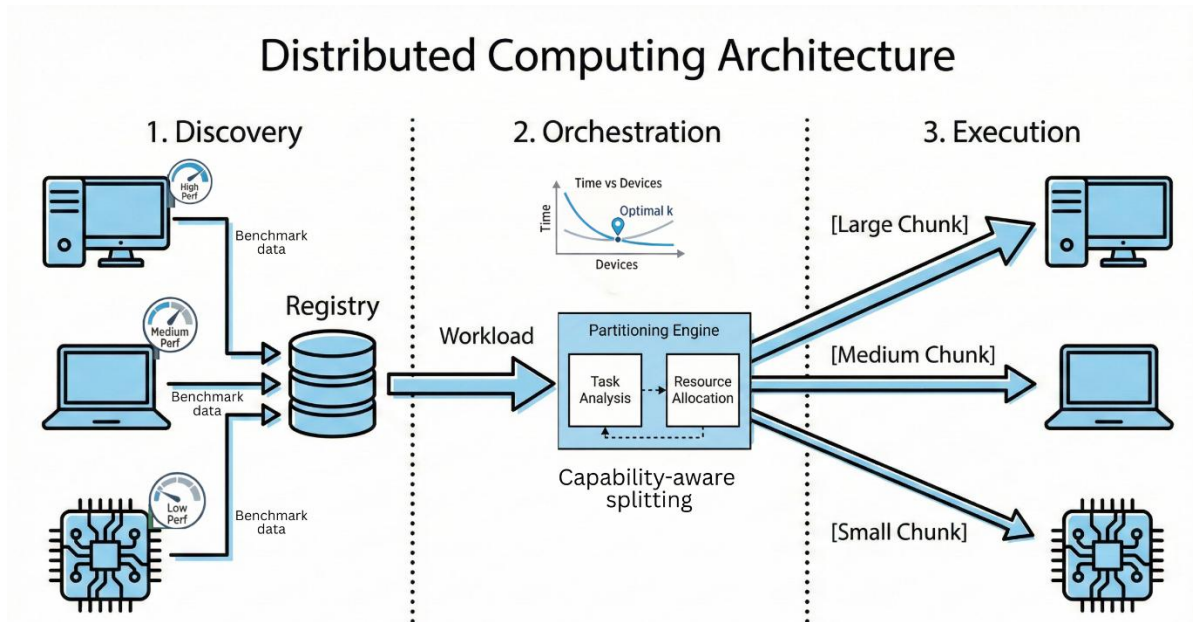 Distributed Computing Architecture
1. Discovery
2. Orchestration
3. Execution
High
Perf
Benchmark
data
Medium
Perf
Benchmark
data
Low
Perf
Benchmark
data
Registry
Workload
Time vs Devices
Optimal k
Time
Devices
Partitioning Engine
Task
Analysis
Resource
Allocation
Capability-aware
splitting
[Large Chunk]
[Medium Chunk]
[Small Chunk]